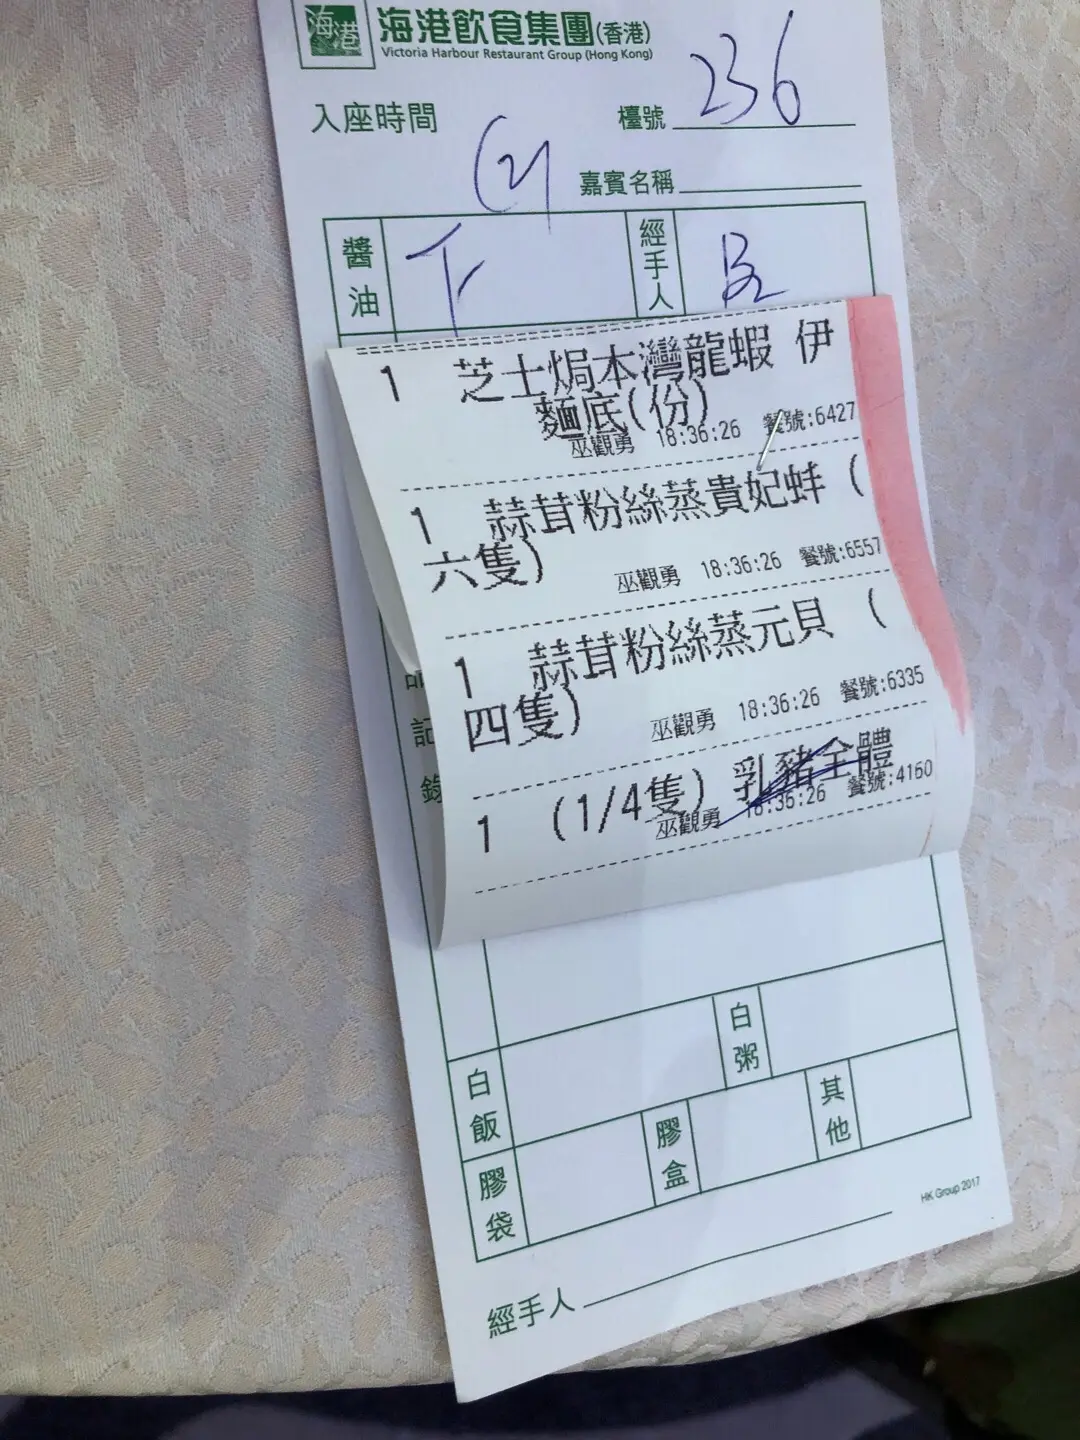 海港 海港飲食集團(香港)
Victoria Harbour Restaurant Group (Hong Kong)
入座時間 檯號 236
嘉賓名稱
醬油 經手人
1 芝士焗本灣龍蝦 伊
麵底(份)
巫觀勇 18:36:26 餐號:6427
1 蒜茸粉絲蒸貴妃蚌 (
六隻)
巫觀勇 18:36:26 餐號:6557
1 蒜茸粉絲蒸元貝 (
四隻)
巫觀勇 18:36:26 餐號:6335
1 (1/4隻) 乳豬全體
巫觀勇 18:36:26 餐號:4160
記
錄
白粥
白飯
其他
膠盒
膠袋
HK Group 2017
經手人